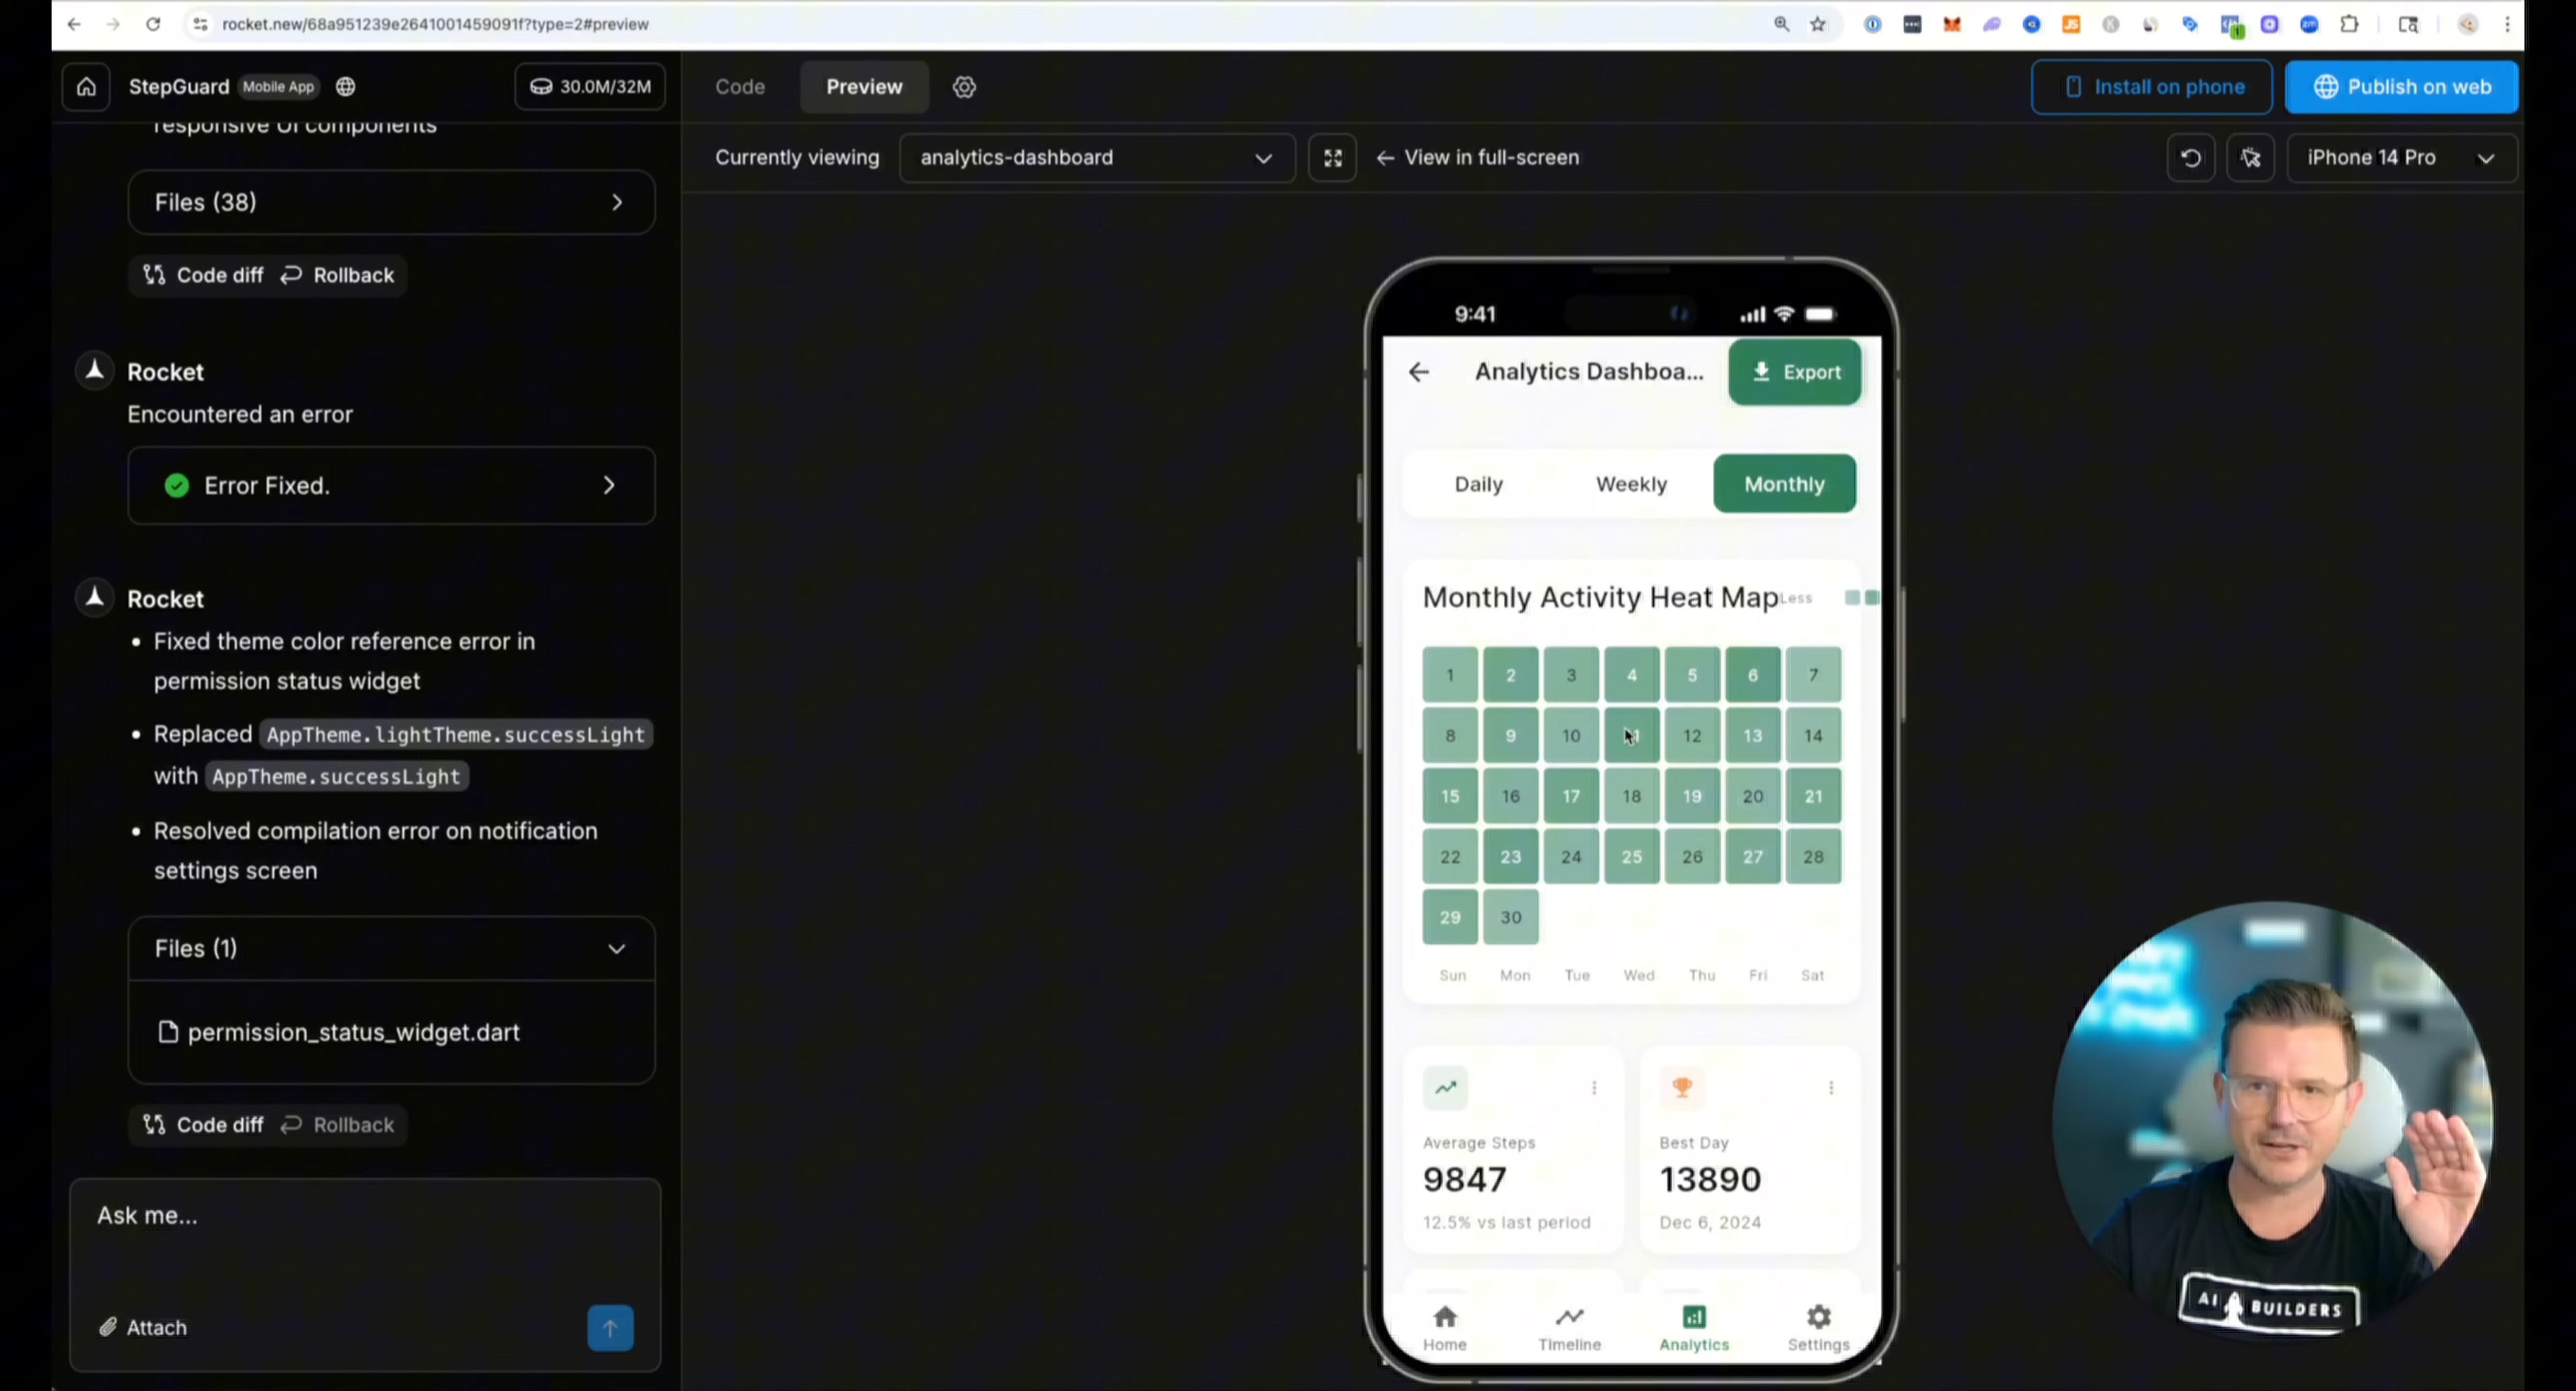 rocket.new/68a951239e2641001459091f?type=2#preview
StepGuard Mobile App 30.0M/32M
Code Preview
Install on phone
Publish on web
responsive UI components
Files (38)
Code diff Rollback
Rocket
Encountered an error
Error Fixed.
Rocket
• Fixed theme color reference error in
permission status widget
• Replaced AppTheme.lightTheme.successLight
with AppTheme.successLight
• Resolved compilation error on notification
settings screen
Files (1)
permission_status_widget.dart
Code diff Rollback
Ask me...
Attach
Currently viewing analytics-dashboard
← View in full-screen
iPhone 14 Pro
9:41
Analytics Dashboa... Export
Daily Weekly Monthly
Monthly Activity Heat Map Less
1 2 3 4 5 6 7
8 9 10 12 13 14
15 16 17 18 19 20 21
22 23 24 25 26 27 28
29 30
Sun Mon Tue Wed Thu Fri Sat
Average Steps
9847
12.5% vs last period
Best Day
13890
Dec 6, 2024
Home Timeline Analytics Settings
AI BUILDERS